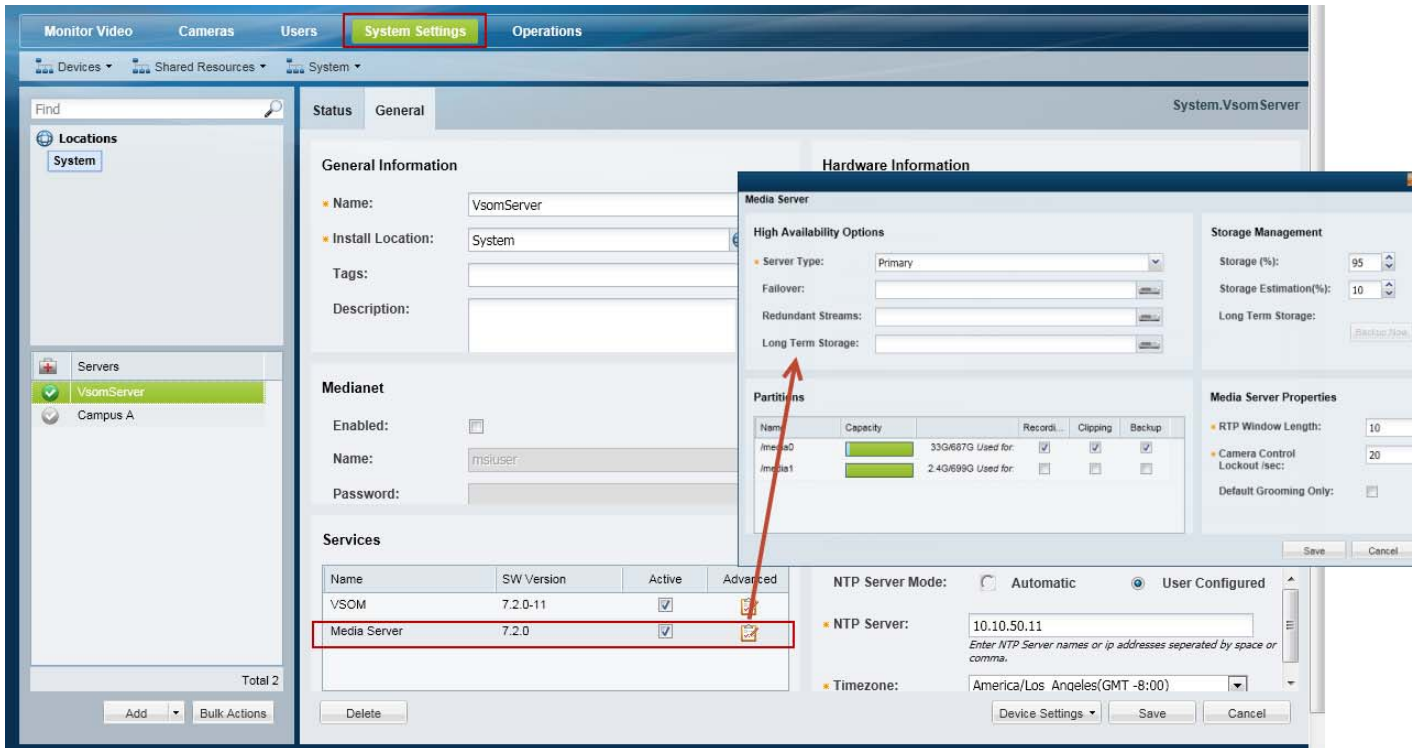 Monitor Video Cameras Users System Settings Operations
Devices Shared Resources System
Find
Locations
System
Servers
VsomServer
Campus A
Total 2
Add Bulk Actions
Status General
System.VsomServer
General Information
Name: VsomServer
Install Location: System
Tags:
Description:
Medianet
Enabled:
Name: msiuser
Password:
Services
Name SW Version Active Advanced
VSOM 7.2.0-11
Media Server 7.2.0
Delete
Hardware Information
Media Server
High Availability Options
Server Type: Primary
Failover:
Redundant Streams:
Long Term Storage:
Storage Management
Storage (%): 95
Storage Estimation(%): 10
Long Term Storage:
Backup Now
Partitions
Name Capacity Recordi... Clipping Backup
/media0 33G/687G Used for:
/media1 2.4G/699G Used for:
Media Server Properties
RTP Window Length: 10
Camera Control
Lockout /sec: 20
Default Grooming Only:
Save Cancel
NTP Server Mode: Automatic User Configured
NTP Server: 10.10.50.11
Enter NTP Server names or ip addresses seperated by space or
comma.
Timezone: America/Los_Angeles(GMT -8:00)
Device Settings Save Cancel